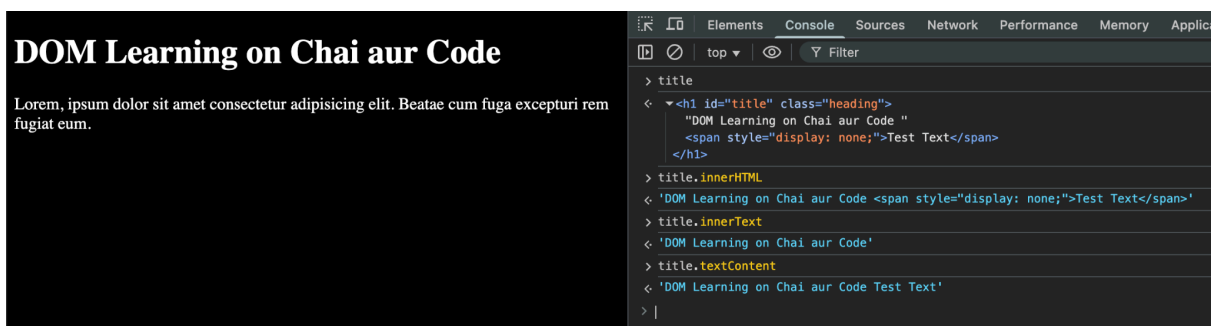 DOM Learning on Chai aur Code
Lorem, ipsum dolor sit amet consectetur adipisicing elit. Beatae cum fuga excepturi rem
fugiat eum.
Elements Console Sources Network Performance Memory Applica
top ▾ Filter
> title
<h1 id="title" class="heading">
"DOM Learning on Chai aur Code "
<span style="display: none;">Test Text</span>
</h1>
> title.innerHTML
'DOM Learning on Chai aur Code <span style="display: none;">Test Text</span>'
> title.innerText
'DOM Learning on Chai aur Code'
> title.textContent
'DOM Learning on Chai aur Code Test Text'
>